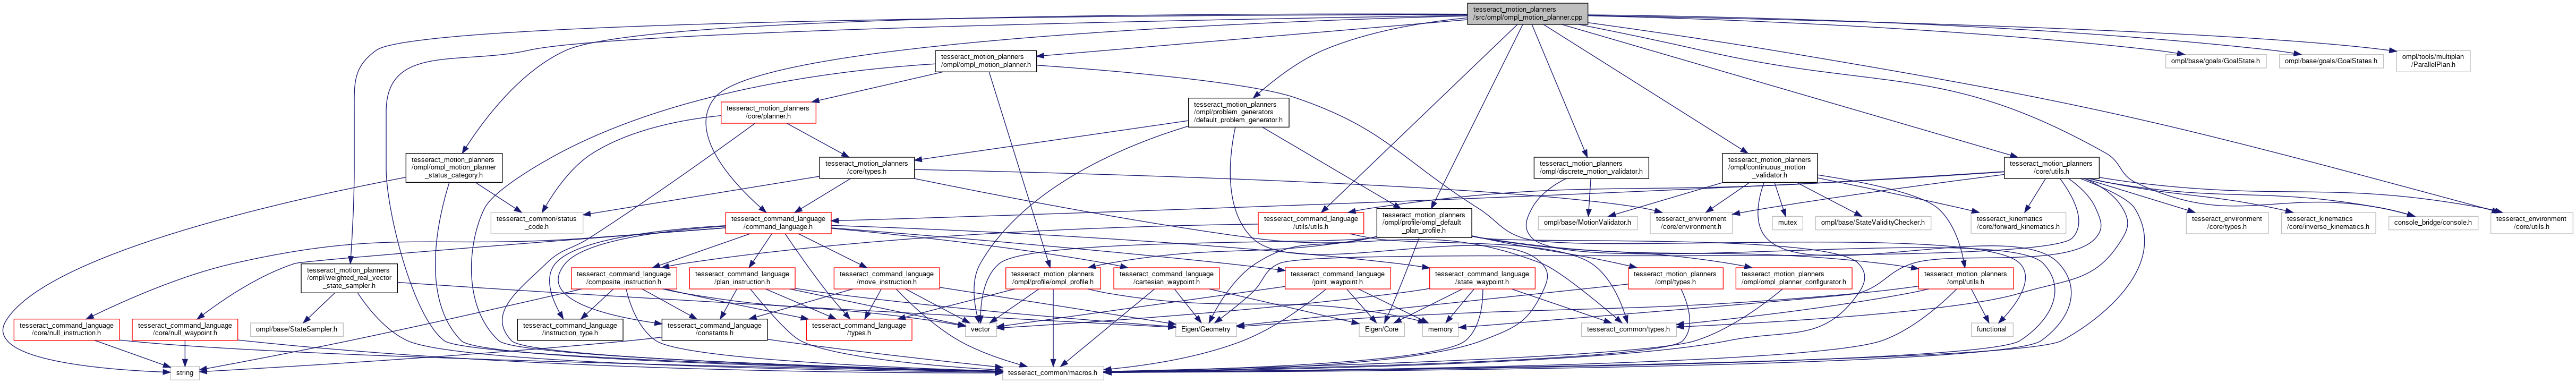 tesseract_motion_planners
/src/ompl/ompl_motion_planner.cpp
tesseract_motion_planners
/ompl/ompl_motion_planner.h
ompl/base/goals/GoalState.h
ompl/base/goals/GoalStates.h
ompl/tools/multiplan
/ParallelPlan.h
tesseract_motion_planners
/core/planner.h
tesseract_motion_planners
/ompl/problem_generators
/default_problem_generator.h
tesseract_motion_planners
/ompl/ompl_motion_planner
_status_category.h
tesseract_motion_planners
/core/types.h
tesseract_motion_planners
/ompl/discrete_motion_validator.h
tesseract_motion_planners
/ompl/continuous_motion
_validator.h
tesseract_motion_planners
/core/utils.h
tesseract_common/status
_code.h
tesseract_command_language
/command_language.h
tesseract_command_language
/utils/utils.h
tesseract_motion_planners
/ompl/profile/ompl_default
_plan_profile.h
ompl/base/MotionValidator.h
tesseract_environment
/core/environment.h
mutex
ompl/base/StateValidityChecker.h
tesseract_kinematics
/core/forward_kinematics.h
tesseract_environment
/core/types.h
tesseract_kinematics
/core/inverse_kinematics.h
console_bridge/console.h
tesseract_environment
/core/utils.h
tesseract_motion_planners
/ompl/weighted_real_vector
_state_sampler.h
tesseract_command_language
/composite_instruction.h
tesseract_command_language
/plan_instruction.h
tesseract_command_language
/move_instruction.h
tesseract_motion_planners
/ompl/profile/ompl_profile.h
tesseract_command_language
/cartesian_waypoint.h
tesseract_command_language
/joint_waypoint.h
tesseract_command_language
/state_waypoint.h
tesseract_motion_planners
/ompl/types.h
tesseract_motion_planners
/ompl/ompl_planner_configurator.h
tesseract_motion_planners
/ompl/utils.h
tesseract_command_language
/core/null_instruction.h
tesseract_command_language
/core/null_waypoint.h
ompl/base/StateSampler.h
tesseract_command_language
/instruction_type.h
tesseract_command_language
/constants.h
tesseract_command_language
/types.h
vector
Eigen/Geometry
Eigen/Core
memory
tesseract_common/types.h
functional
string
tesseract_common/macros.h